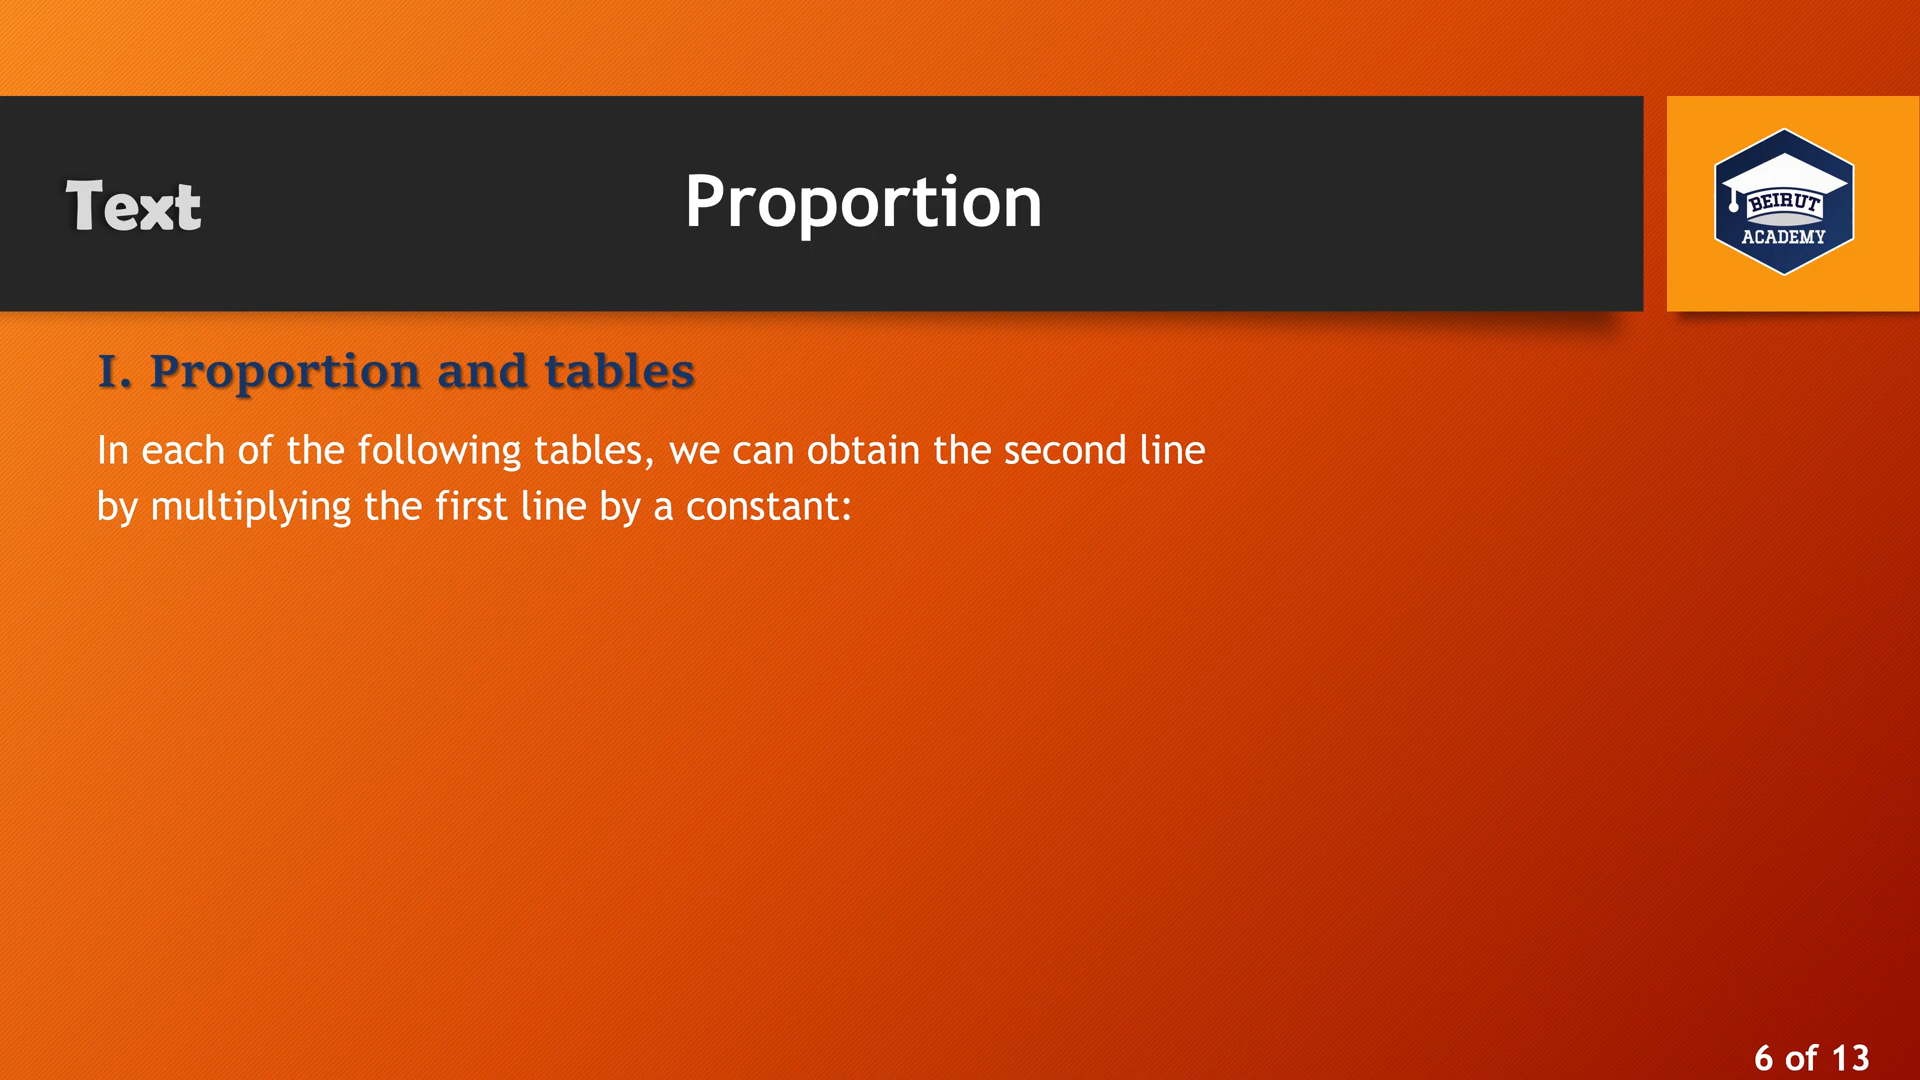 Text
Proportion
BEIRUT
ACADEMY
I. Proportion and tables
In each of the following tables, we can obtain the second line
by multiplying the first line by a constant:
6 of 13